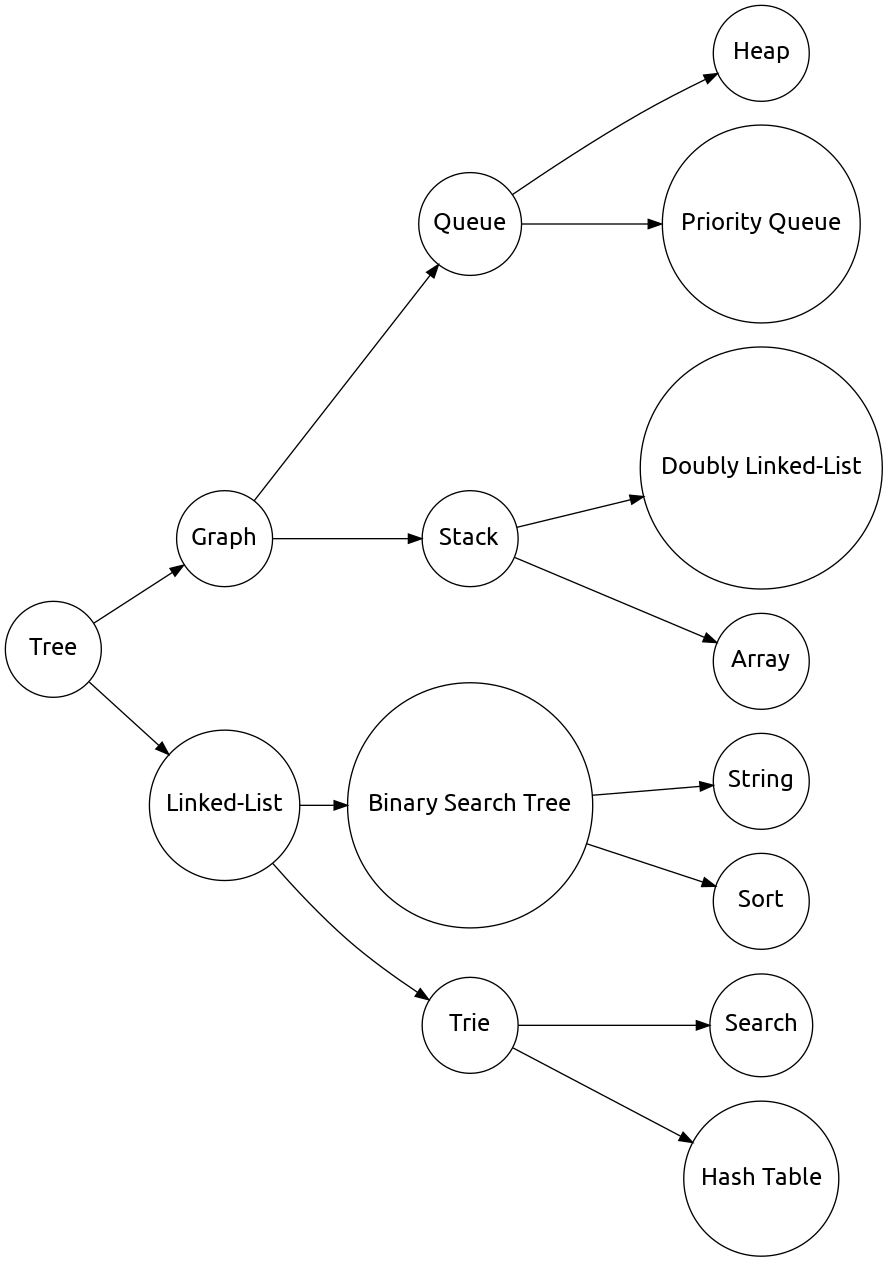 Heap
Queue
Priority Queue
Doubly Linked-List
Graph
Stack
Tree
Array
String
Linked-List
Binary Search Tree
Sort
Trie
Search
Hash Table